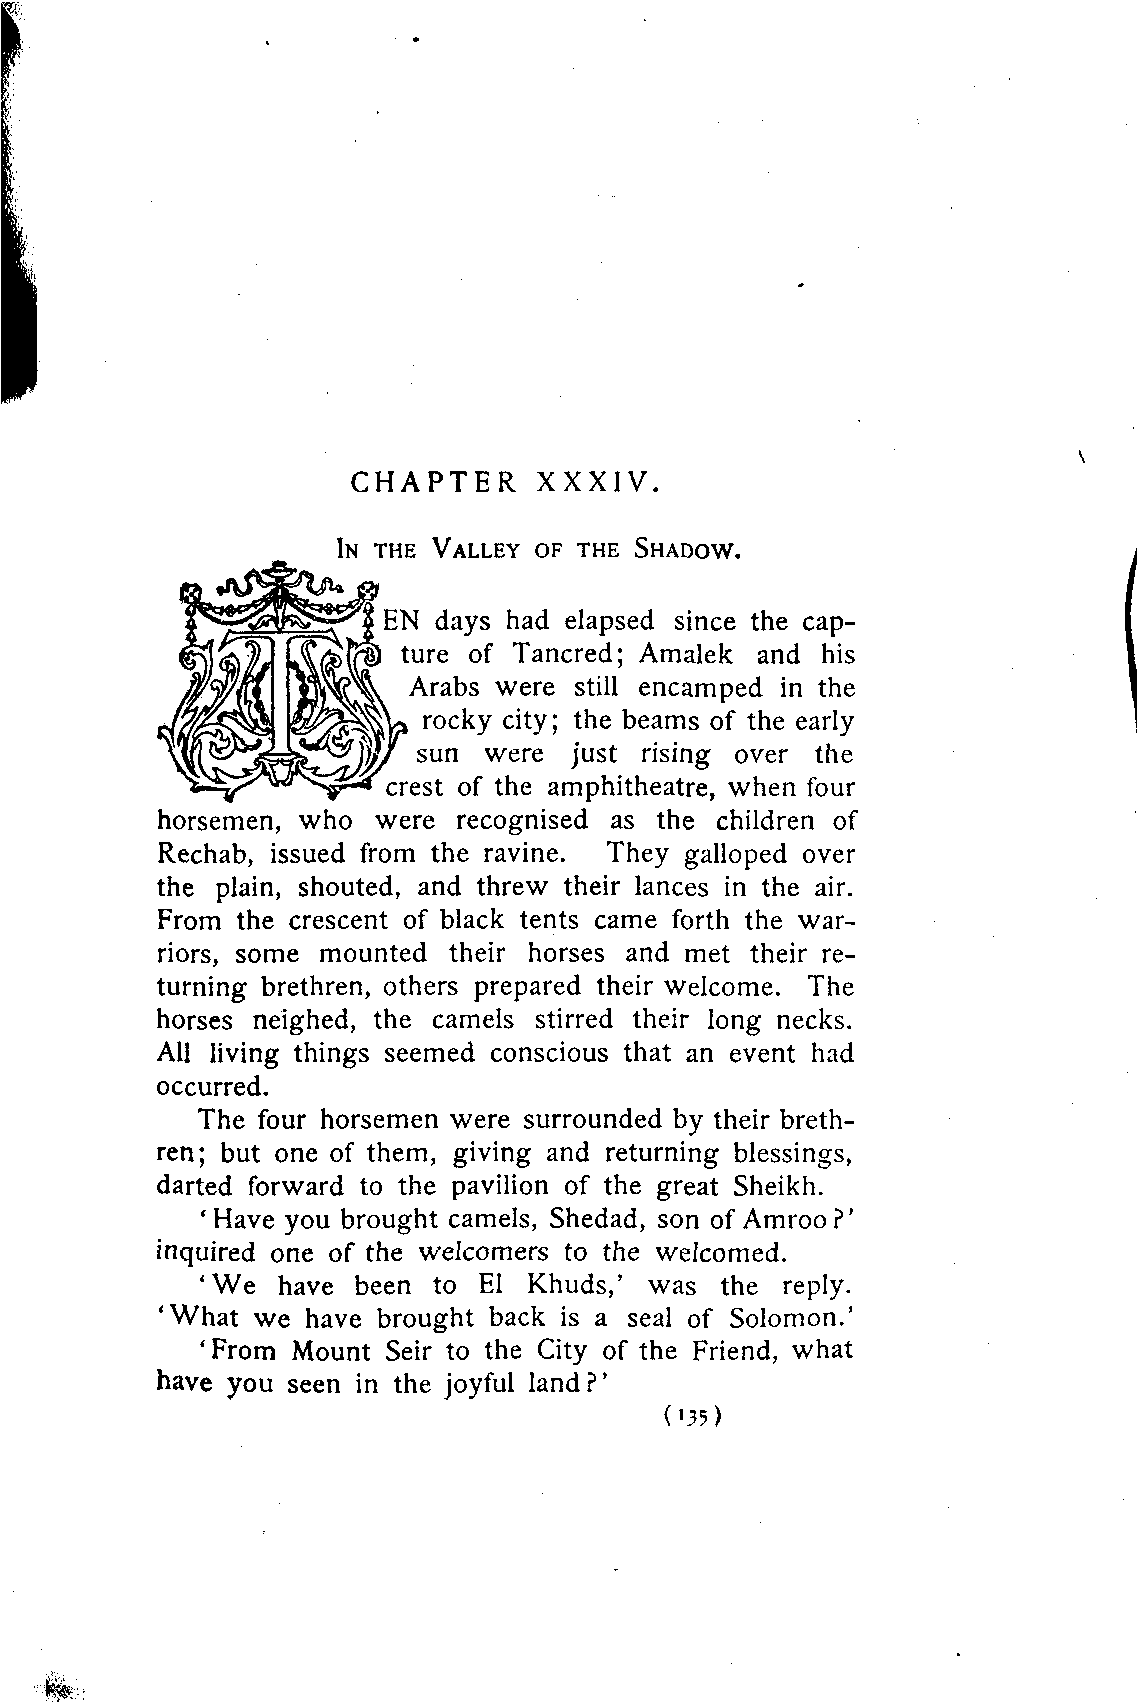 CHAPTER XXXIV.
IN THE VALLEY OF THE SHADOW.
TEN days had elapsed since the cap-
ture of Tancred; Amalek and his
Arabs were still encamped in the
rocky city; the beams of the early
sun were just rising over the
crest of the amphitheatre, when four
horsemen, who were recognised as the children of
Rechab, issued from the ravine. They galloped over
the plain, shouted, and threw their lances in the air.
From the crescent of black tents came forth the war-
riors, some mounted their horses and met their re-
turning brethren, others prepared their welcome. The
horses neighed, the camels stirred their long necks.
All living things seemed conscious that an event had
occurred.
The four horsemen were surrounded by their breth-
ren; but one of them, giving and returning blessings,
darted forward to the pavilion of the great Sheikh.
'Have you brought camels, Shedad, son of Amroo?'
inquired one of the welcomers to the welcomed.
'We have been to El Khuds,' was the reply.
'What we have brought back is a seal of Solomon.'
'From Mount Seir to the City of the Friend, what
have you seen in the joyful land?'
(135)